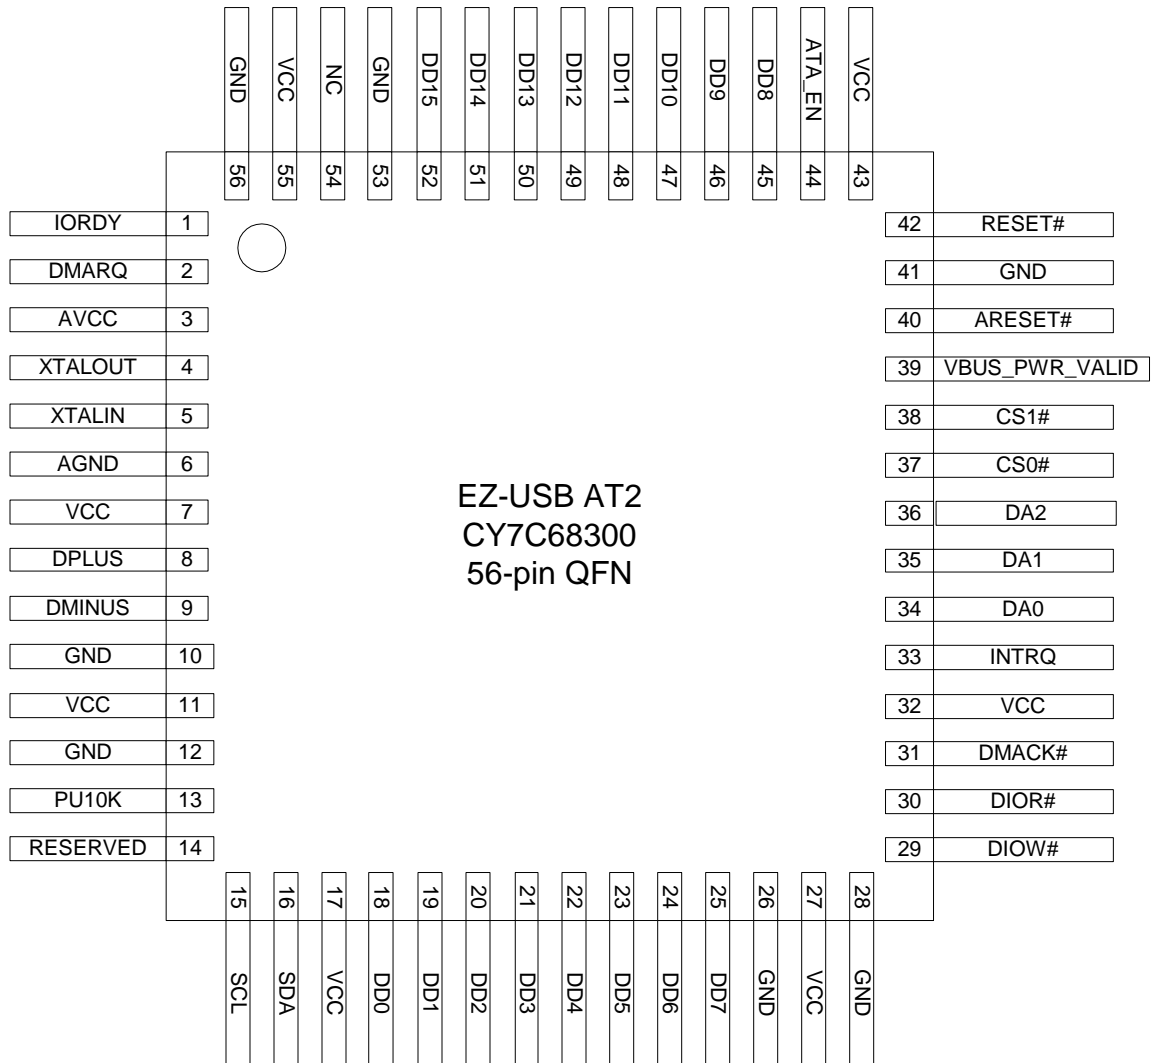 GND VCC NC GND DD15 DD14 DD13 DD12 DD11 DD10 DD9 DD8 ATA_EN VCC
56 55 54 53 52 51 50 49 48 47 46 45 44 43
IORDY 1
DMARQ 2
AVCC 3
XTALOUT 4
XTALIN 5
AGND 6
VCC 7
DPLUS 8
DMINUS 9
GND 10
VCC 11
GND 12
PU10K 13
RESERVED 14
EZ-USB AT2
CY7C68300
56-pin QFN
42 RESET#
41 GND
40 ARESET#
39 VBUS_PWR_VALID
38 CS1#
37 CS0#
36 DA2
35 DA1
34 DA0
33 INTRQ
32 VCC
31 DMACK#
30 DIOR#
29 DIOW#
15 16 17 18 19 20 21 22 23 24 25 26 27 28
SCL SDA VCC DD0 DD1 DD2 DD3 DD4 DD5 DD6 DD7 GND VCC GND